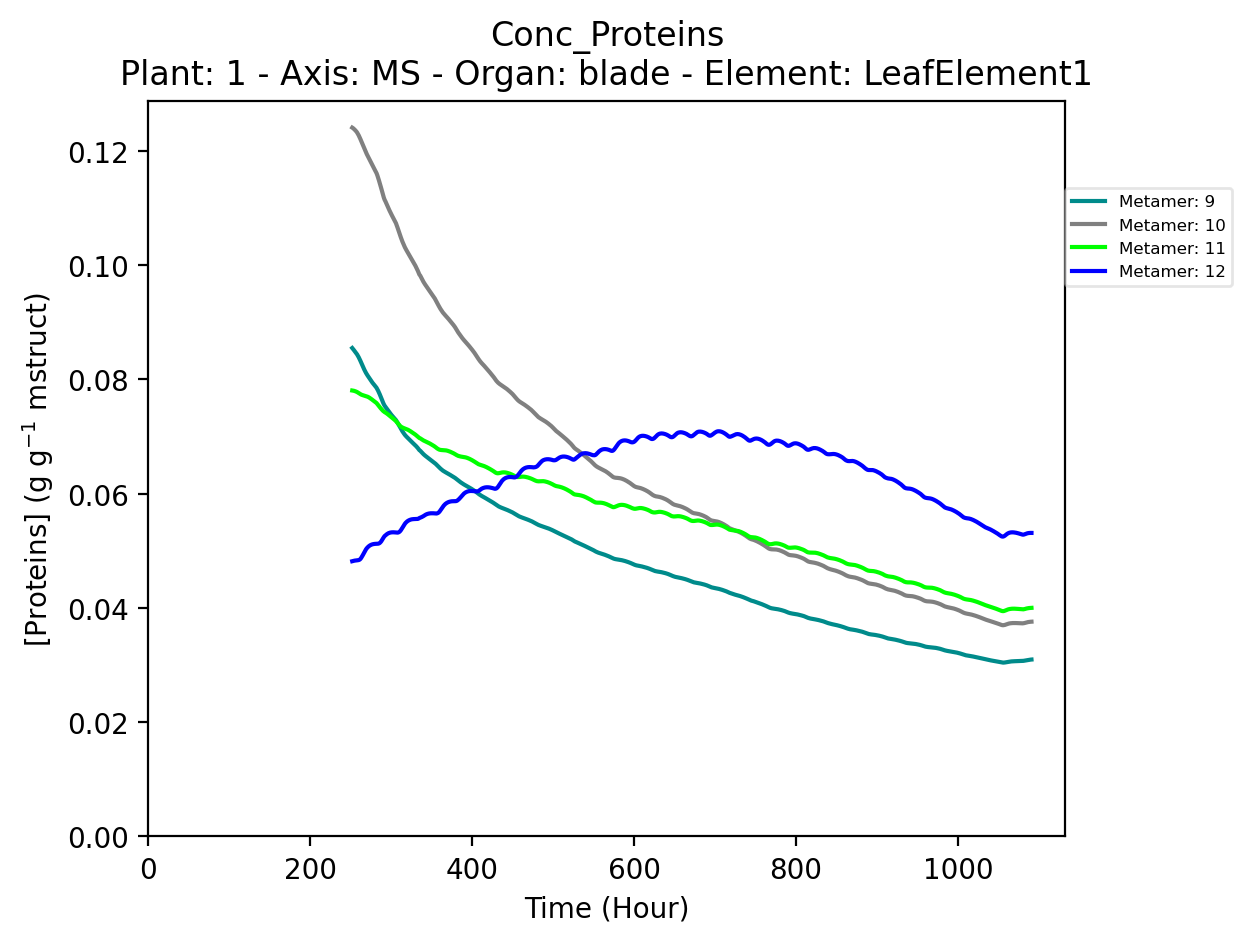 Conc_Proteins
Plant: 1 - Axis: MS - Organ: blade - Element: LeafElement1
[Proteins] (g g⁻¹ mstruct)
0.12
0.10
0.08
0.06
0.04
0.02
0.00
0 200 400 600 800 1000
Time (Hour)
Metamer: 9
Metamer: 10
Metamer: 11
Metamer: 12